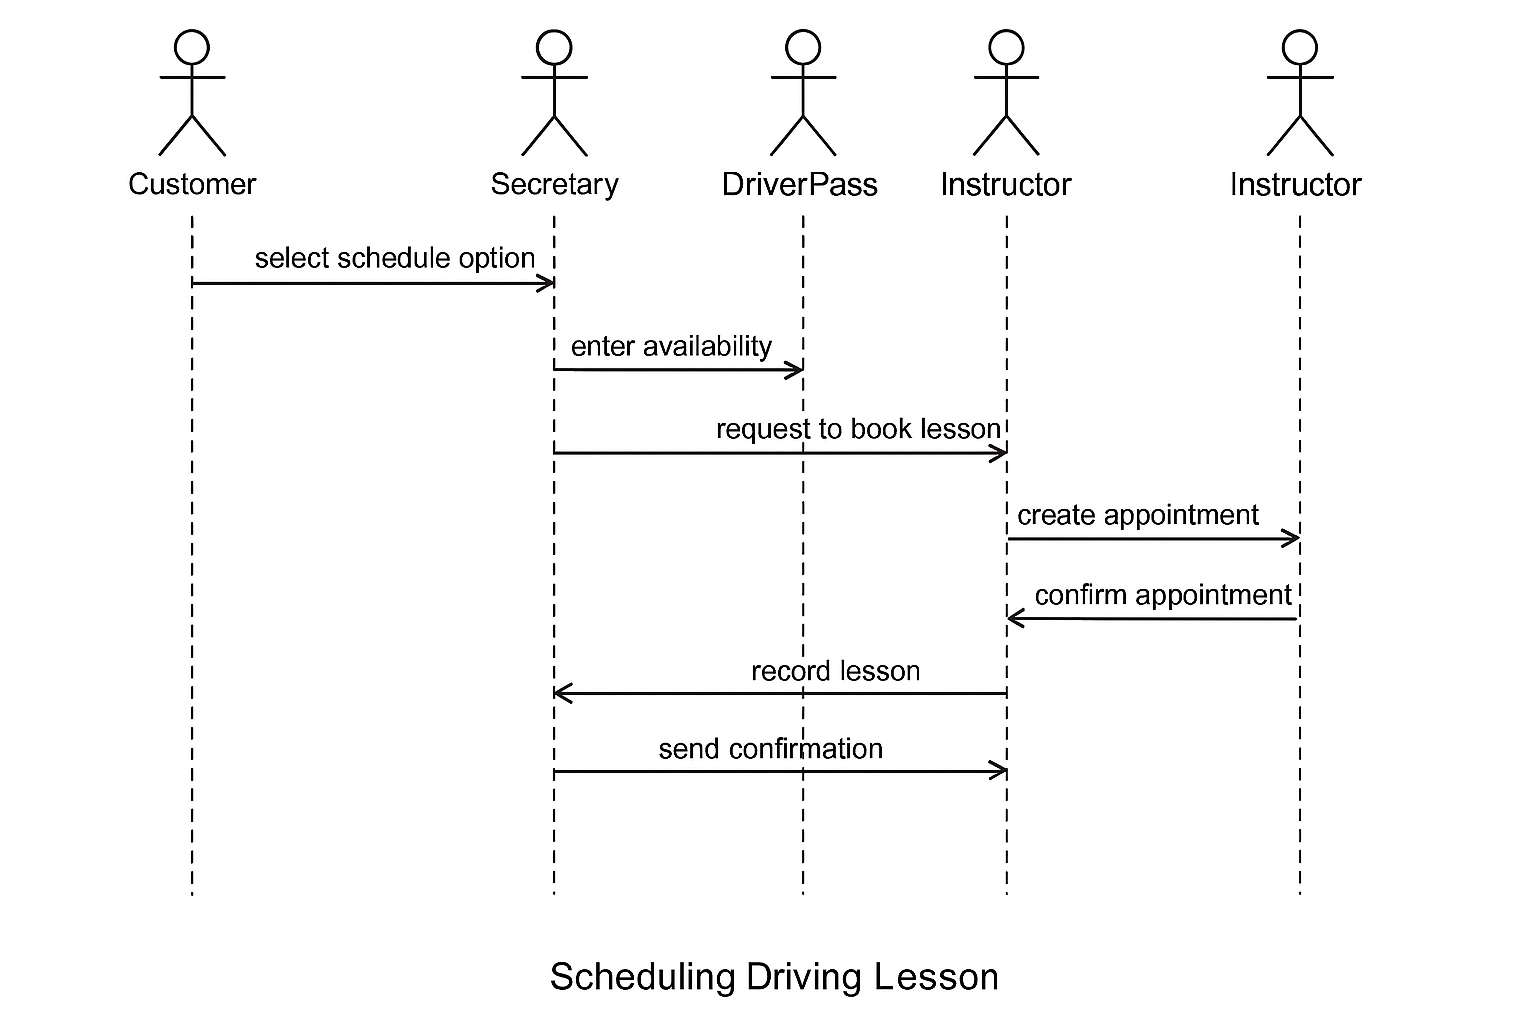 Customer
Secretary
DriverPass
Instructor
Instructor
select schedule option
enter availability
request to book lesson
create appointment
confirm appointment
record lesson
send confirmation
Scheduling Driving Lesson